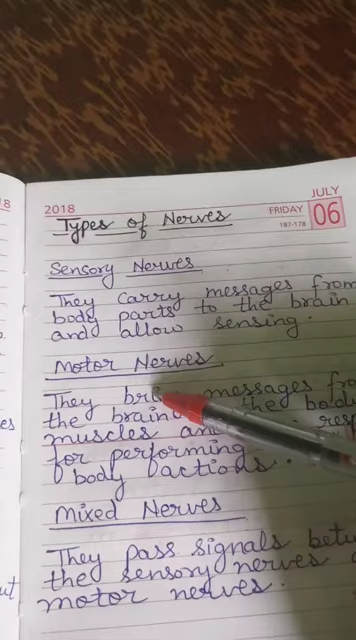 8
2018
JULY
FRIDAY
06
187-178
Types of Nerves
Sensory Nerves
They carry messages from
body parts to the brain
and allow sensing.
Motor Nerves
They messages
the brain the body
muscles
for performing
body actions.
Mixed Nerves
They pass signals
the sensory nerves
motor nerves.